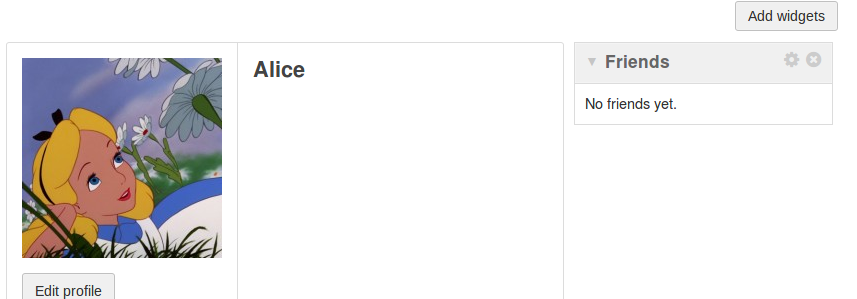 Add widgets
Alice
Friends
No friends yet.
Edit profile